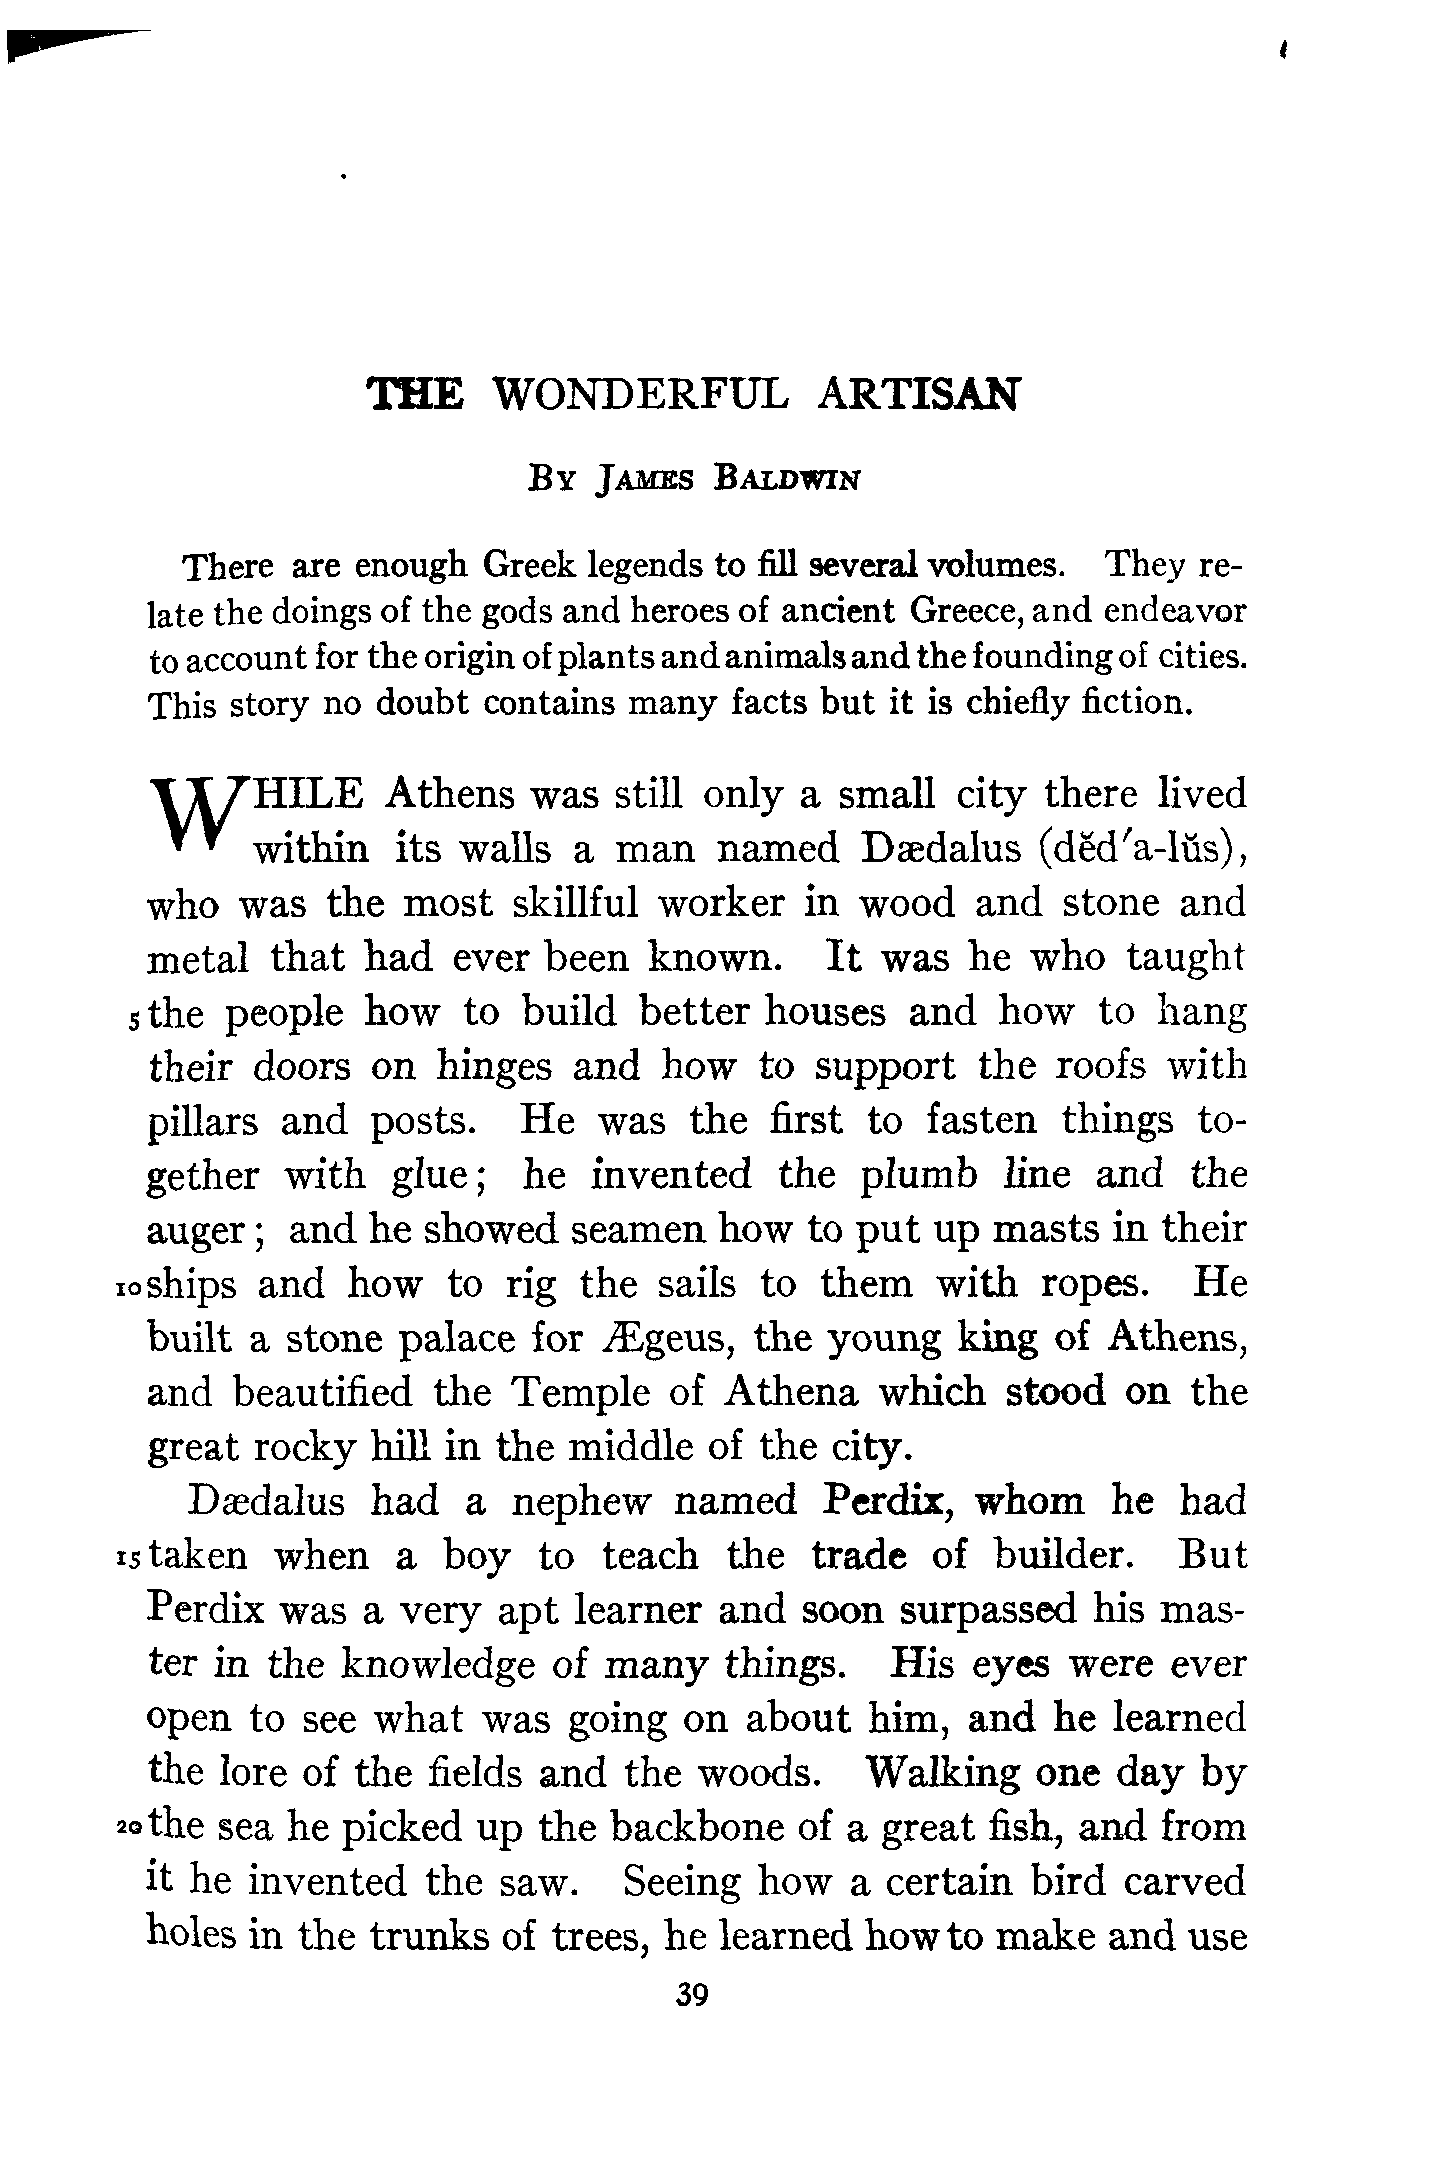 THE WONDERFUL ARTISAN
BY JAMES BALDWIN
There are enough Greek legends to fill several volumes. They re-
late the doings of the gods and heroes of ancient Greece, and endeavor
to account for the origin of plants and animals and the founding of cities.
This story no doubt contains many facts but it is chiefly fiction.
WHILE Athens was still only a small city there lived
within its walls a man named Dædalus (dĕd′a-lŭs),
who was the most skillful worker in wood and stone and
metal that had ever been known. It was he who taught
5 the people how to build better houses and how to hang
their doors on hinges and how to support the roofs with
pillars and posts. He was the first to fasten things to-
gether with glue; he invented the plumb line and the
auger; and he showed seamen how to put up masts in their
10 ships and how to rig the sails to them with ropes. He
built a stone palace for Ægeus, the young king of Athens,
and beautified the Temple of Athena which stood on the
great rocky hill in the middle of the city.
Dædalus had a nephew named Perdix, whom he had
15 taken when a boy to teach the trade of builder. But
Perdix was a very apt learner and soon surpassed his mas-
ter in the knowledge of many things. His eyes were ever
open to see what was going on about him, and he learned
the lore of the fields and the woods. Walking one day by
20 the sea he picked up the backbone of a great fish, and from
it he invented the saw. Seeing how a certain bird carved
holes in the trunks of trees, he learned how to make and use
39